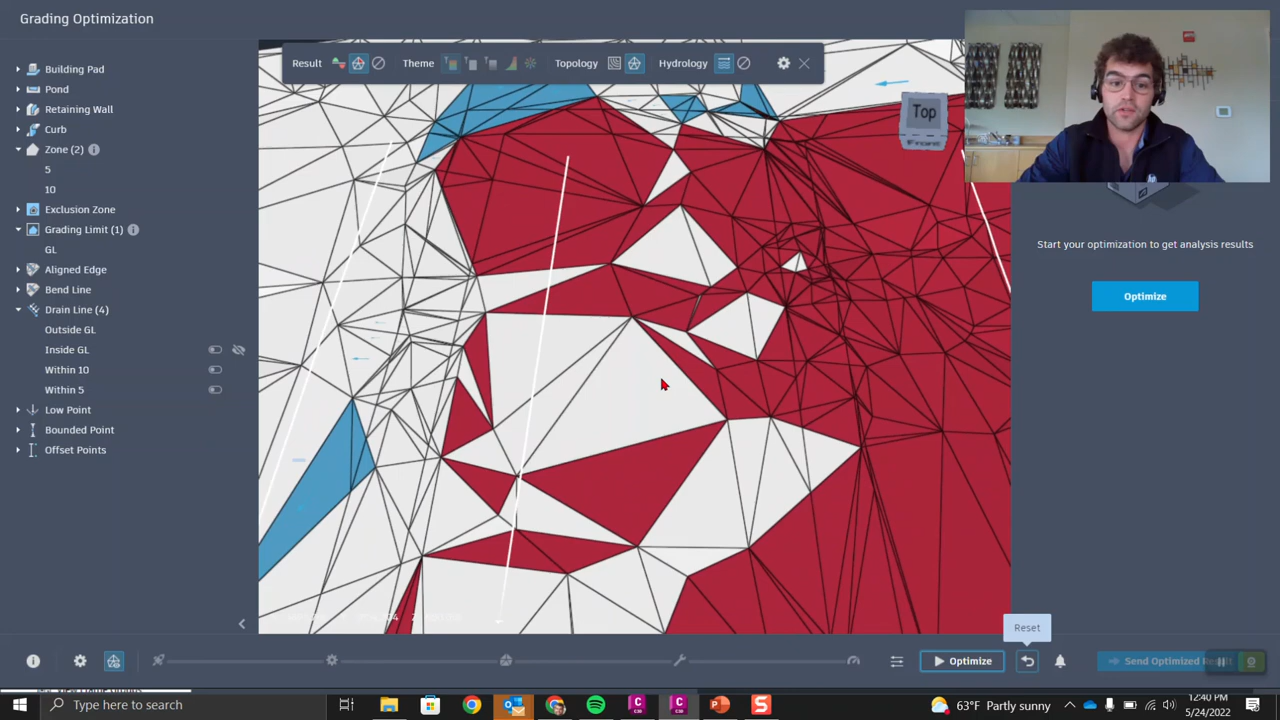 Grading Optimization
Result
Theme
Topology
Hydrology
Building Pad
Pond
Retaining Wall
Curb
Zone (2)
5
10
Exclusion Zone
Grading Limit (1)
GL
Aligned Edge
Bend Line
Drain Line (4)
Outside GL
Inside GL
Within 10
Within 5
Low Point
Bounded Point
Offset Points
Top
Start your optimization to get analysis results
Optimize
Reset
Optimize
Send Optimized
Type here to search
63°F Partly sunny
12:40 PM
5/24/2022